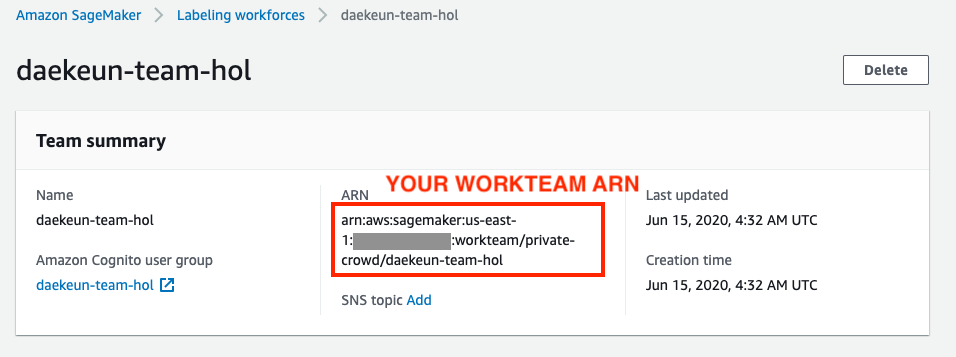 Amazon SageMaker > Labeling workforces > daekeun-team-hol
daekeun-team-hol
Delete
Team summary
Name
daekeun-team-hol
Amazon Cognito user group
daekeun-team-hol
YOUR WORKTEAM ARN
ARN
arn:aws:sagemaker:us-east-
1: :workteam/private-
crowd/daekeun-team-hol
SNS topic Add
Last updated
Jun 15, 2020, 4:32 AM UTC
Creation time
Jun 15, 2020, 4:32 AM UTC